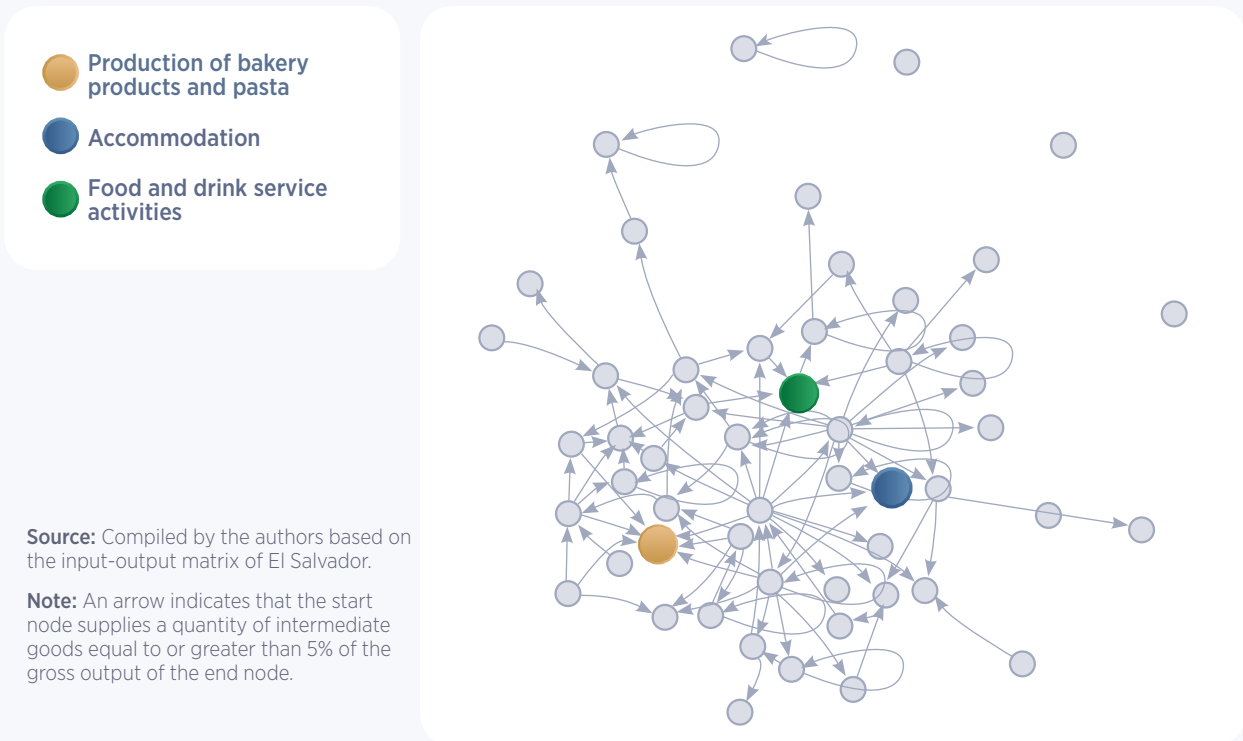 Production of bakery
products and pasta
Accommodation
Food and drink service
activities
Source: Compiled by the authors based on
the input-output matrix of El Salvador.
Note: An arrow indicates that the start
node supplies a quantity of intermediate
goods equal to or greater than 5% of the
gross output of the end node.